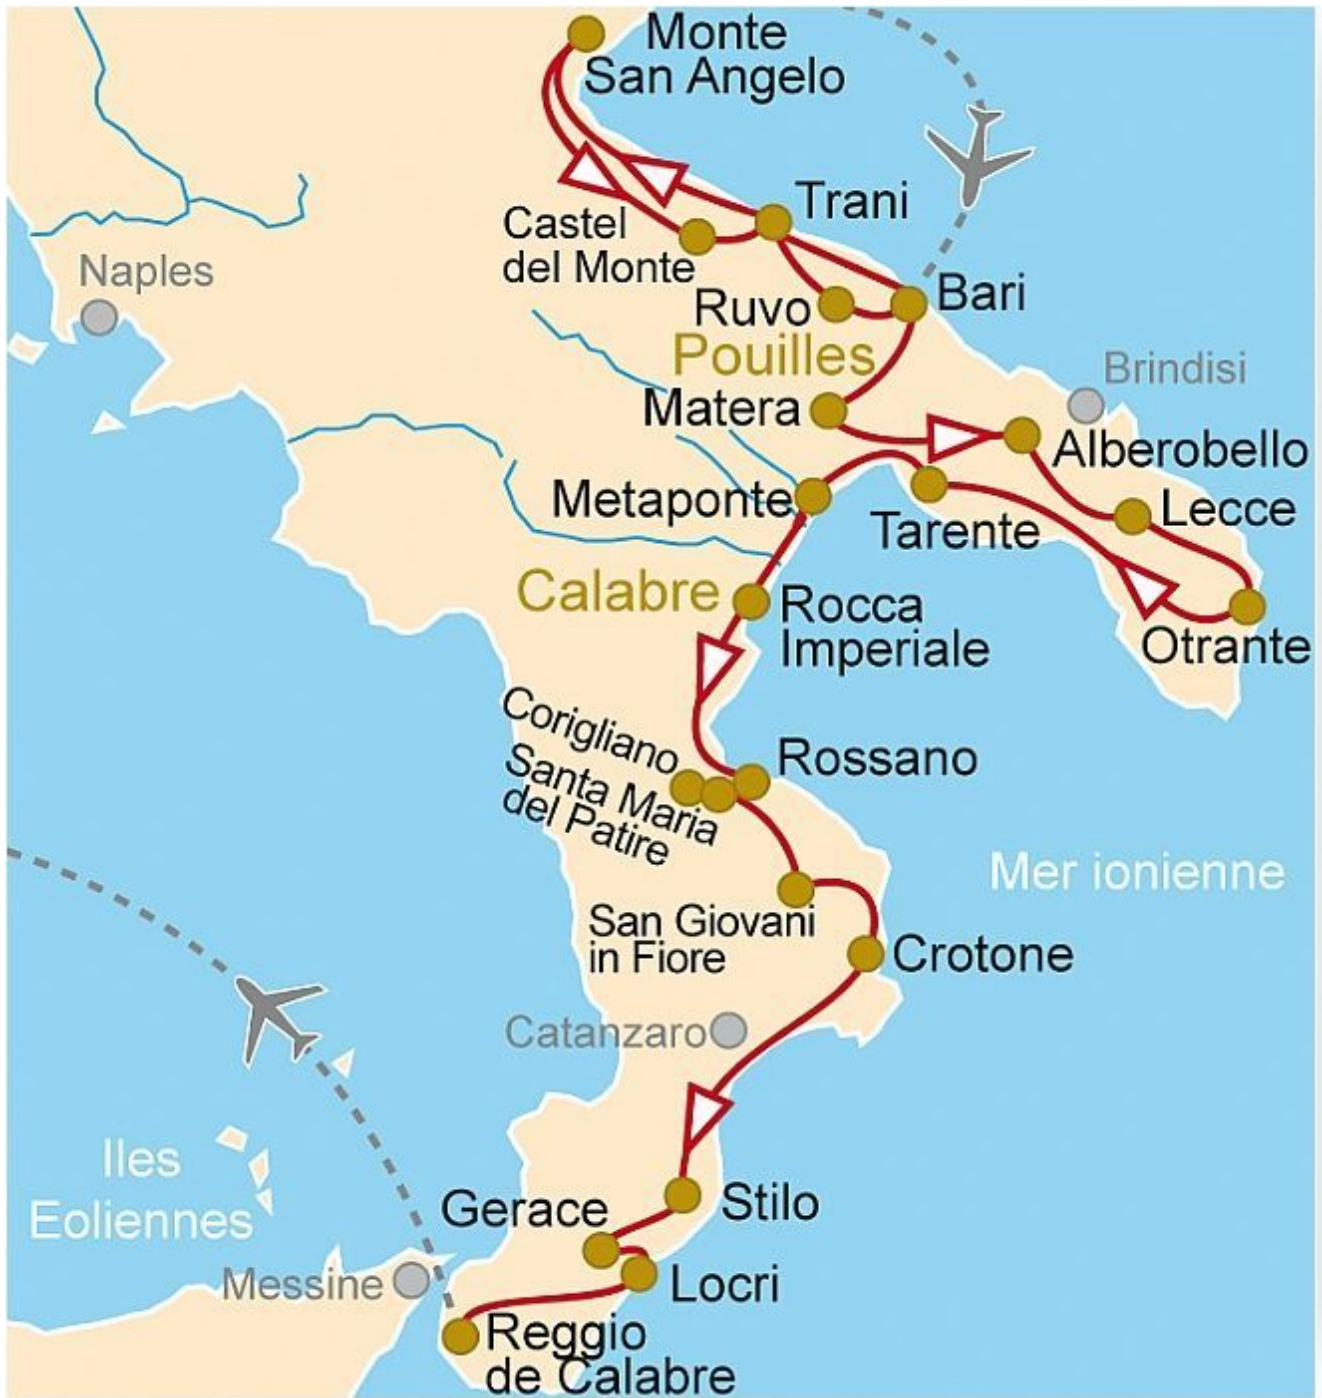 Monte
San Angelo
Trani
Castel
del Monte
Naples
Bari
Ruvo
Pouilles
Brindisi
Matera
Alberobello
Metaponte
Lecce
Tarente
Calabre
Rocca
Imperiale
Otrante
Corigliano
Santa Maria
del Patire
Rossano
Mer ionienne
San Giovani
in Fiore
Crotone
Catanzaro
Iles
Eoliennes
Gerace
Stilo
Messine
Locri
Reggio
de Calabre